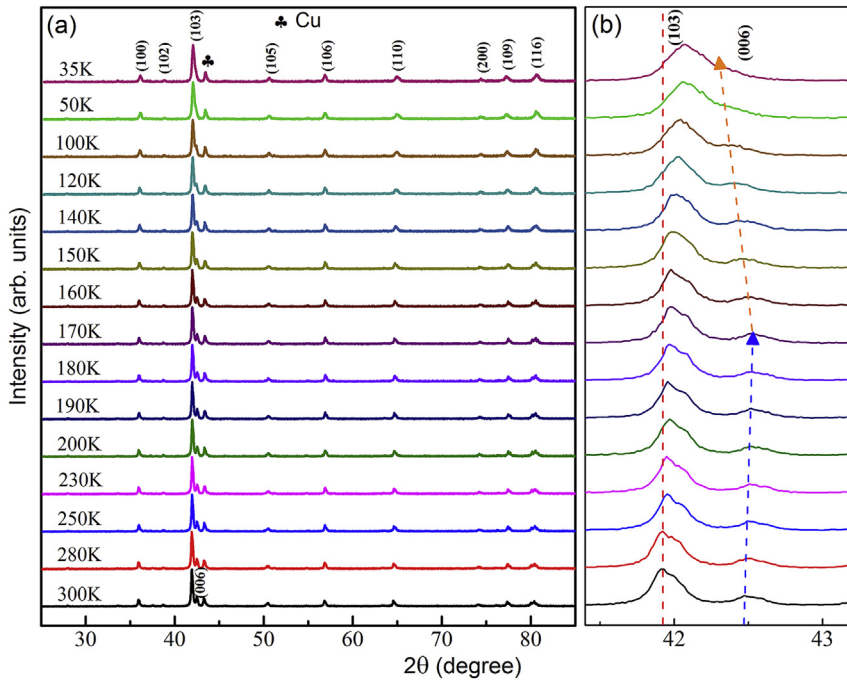 (a)
♣ Cu
(b)
(100)
(102)
(103)
♣
(105)
(106)
(110)
(200)
(109)
(116)
(103)
(006)
35K
50K
100K
120K
140K
150K
160K
170K
180K
190K
200K
230K
250K
280K
300K
(006)
Intensity (arb. units)
30 40 50 60 70 80
42 43
2θ (degree)